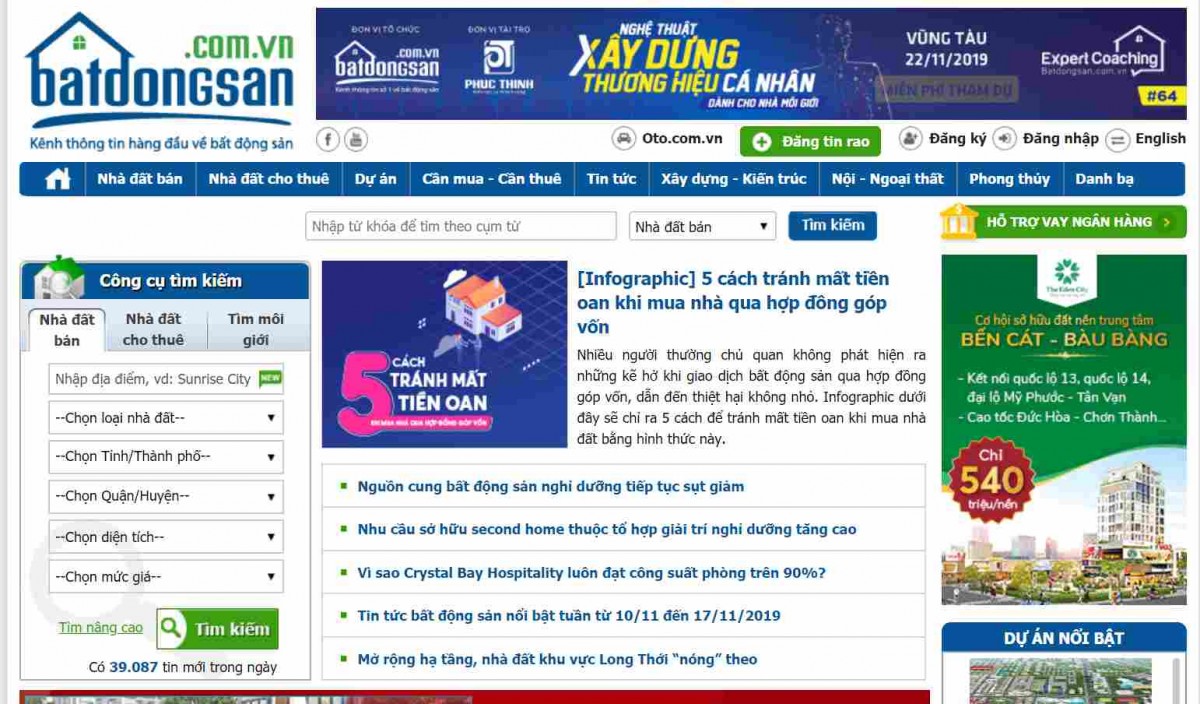 .com.vn
batdongsan
Kênh thông tin hàng đầu về bất động sản
ĐƠN VỊ TỔ CHỨC
.com.vn
batdongsan
Kênh thông tin số 1 về bất động sản
ĐƠN VỊ TÀI TRỢ
PHUC THINH
NGHỆ THUẬT
XÂY DỰNG
THƯƠNG HIỆU CÁ NHÂN
DÀNH CHO NHÀ MÔI GIỚI
VŨNG TÀU
22/11/2019
MIỄN PHÍ THAM DỰ
Expert Coaching
Batdongsan.com.vn
#64
Oto.com.vn
Đăng tin rao
Đăng ký
Đăng nhập
English
Nhà đất bán
Nhà đất cho thuê
Dự án
Cần mua - Cần thuê
Tin tức
Xây dựng - Kiến trúc
Nội - Ngoại thất
Phong thủy
Danh bạ
Nhập từ khóa để tìm theo cụm từ
Nhà đất bán
Tìm kiếm
HỖ TRỢ VAY NGÂN HÀNG
Công cụ tìm kiếm
Nhà đất
bán
Nhà đất
cho thuê
Tìm môi
giới
Nhập địa điểm, vd: Sunrise City NEW
--Chọn loại nhà đất--
--Chọn Tỉnh/Thành phố--
--Chọn Quận/Huyện--
--Chọn diện tích--
--Chọn mức giá--
Tìm nâng cao
Tìm kiếm
Có 39.087 tin mới trong ngày
5 CÁCH
TRÁNH MẤT
TIỀN OAN
KHI MUA NHÀ QUA HỢP ĐỒNG GÓP VỐN
[Infographic] 5 cách tránh mất tiền
oan khi mua nhà qua hợp đồng góp
vốn
Nhiều người thường chủ quan không phát hiện ra
những kẽ hở khi giao dịch bất động sản qua hợp đồng
góp vốn, dẫn đến thiệt hại không nhỏ. Infographic dưới
đây sẽ chỉ ra 5 cách để tránh mất tiền oan khi mua nhà
đất bằng hình thức này.
Nguồn cung bất động sản nghỉ dưỡng tiếp tục sụt giảm
Nhu cầu sở hữu second home thuộc tổ hợp giải trí nghỉ dưỡng tăng cao
Vì sao Crystal Bay Hospitality luôn đạt công suất phòng trên 90%?
Tin tức bất động sản nổi bật tuần từ 10/11 đến 17/11/2019
Mở rộng hạ tầng, nhà đất khu vực Long Thới “nóng” theo
The Eden City
Cơ hội sở hữu đất nền trung tâm
BẾN CÁT - BÀU BÀNG
- Kết nối quốc lộ 13, quốc lộ 14,
đại lộ Mỹ Phước - Tân Vạn
- Cao tốc Đức Hòa - Chơn Thành...
Chỉ
540
triệu/nền
DỰ ÁN NỔI BẬT